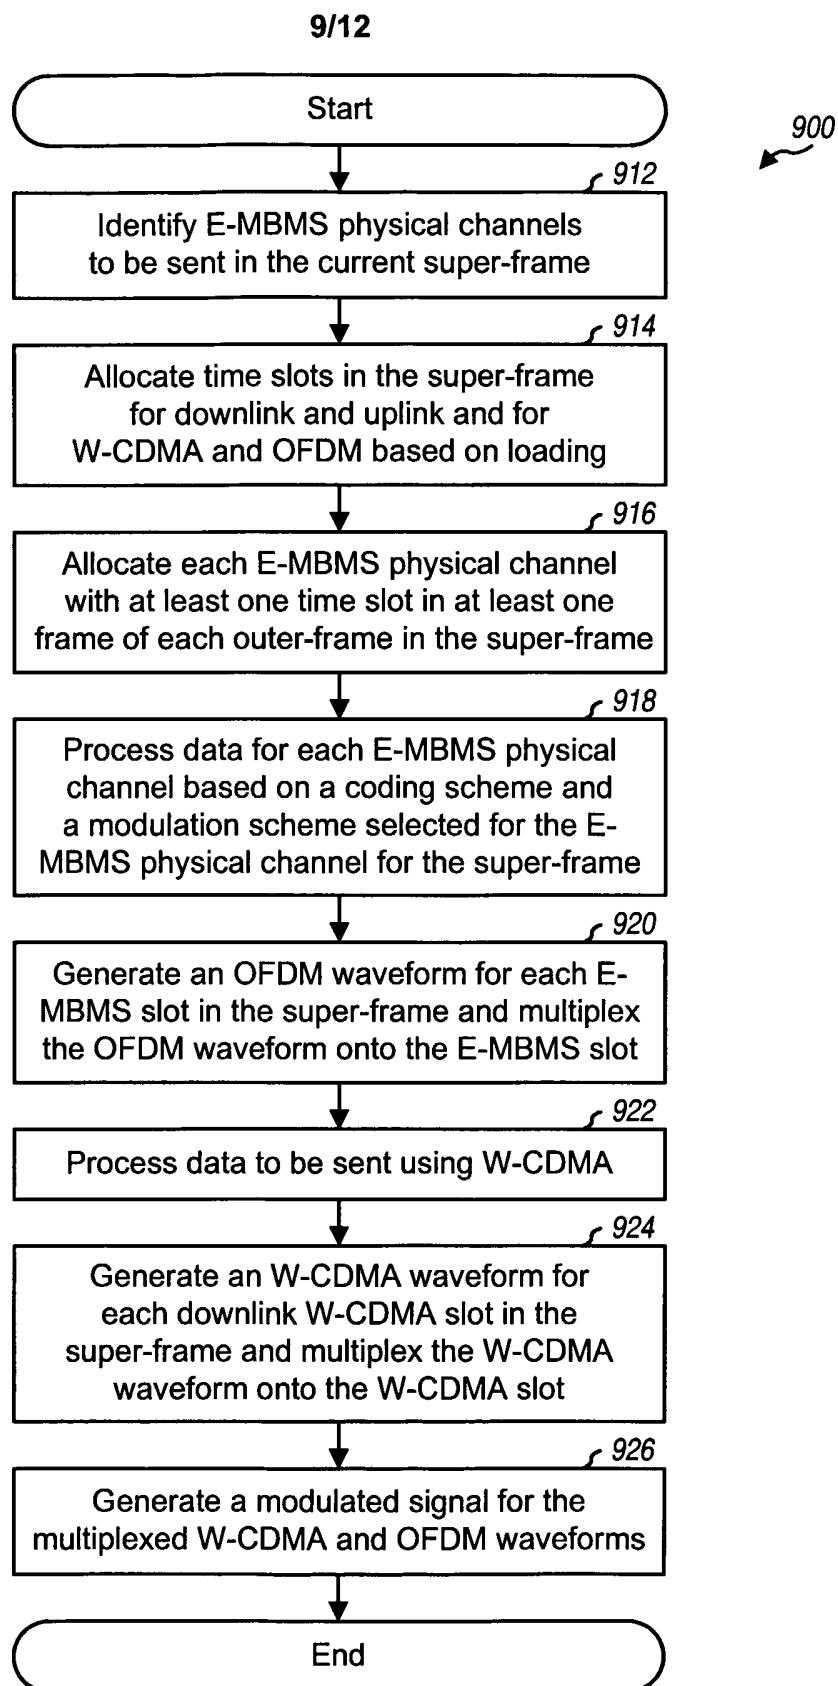 9/12
Start
900
912
Identify E-MBMS physical channels
to be sent in the current super-frame
914
Allocate time slots in the super-frame
for downlink and uplink and for
W-CDMA and OFDM based on loading
916
Allocate each E-MBMS physical channel
with at least one time slot in at least one
frame of each outer-frame in the super-frame
918
Process data for each E-MBMS physical
channel based on a coding scheme and
a modulation scheme selected for the E-
MBMS physical channel for the super-frame
920
Generate an OFDM waveform for each E-
MBMS slot in the super-frame and multiplex
the OFDM waveform onto the E-MBMS slot
922
Process data to be sent using W-CDMA
924
Generate an W-CDMA waveform for
each downlink W-CDMA slot in the
super-frame and multiplex the W-CDMA
waveform onto the W-CDMA slot
926
Generate a modulated signal for the
multiplexed W-CDMA and OFDM waveforms
End